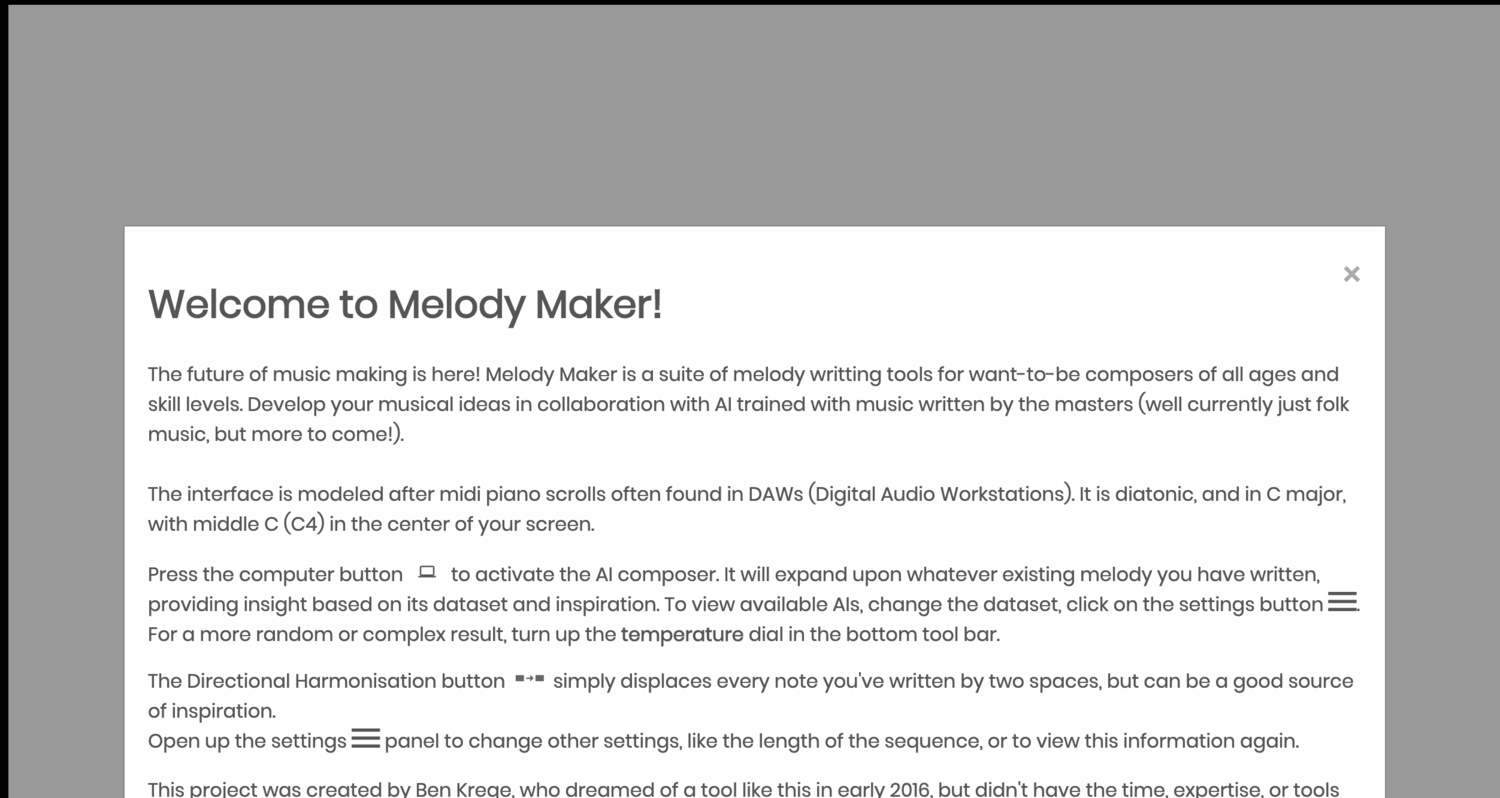 Welcome to Melody Maker!
The future of music making is here! Melody Maker is a suite of melody writting tools for want-to-be composers of all ages and
skill levels. Develop your musical ideas in collaboration with AI trained with music written by the masters (well currently just folk
music, but more to come!).
The interface is modeled after midi piano scrolls often found in DAWs (Digital Audio Workstations). It is diatonic, and in C major,
with middle C (C4) in the center of your screen.
Press the computer button to activate the AI composer. It will expand upon whatever existing melody you have written,
providing insight based on its dataset and inspiration. To view available AIs, change the dataset, click on the settings button .
For a more random or complex result, turn up the temperature dial in the bottom tool bar.
The Directional Harmonisation button simply displaces every note you've written by two spaces, but can be a good source
of inspiration.
Open up the settings panel to change other settings, like the length of the sequence, or to view this information again.
This project was created by Ben Krege, who dreamed of a tool like this in early 2016, but didn't have the time, expertise, or tools